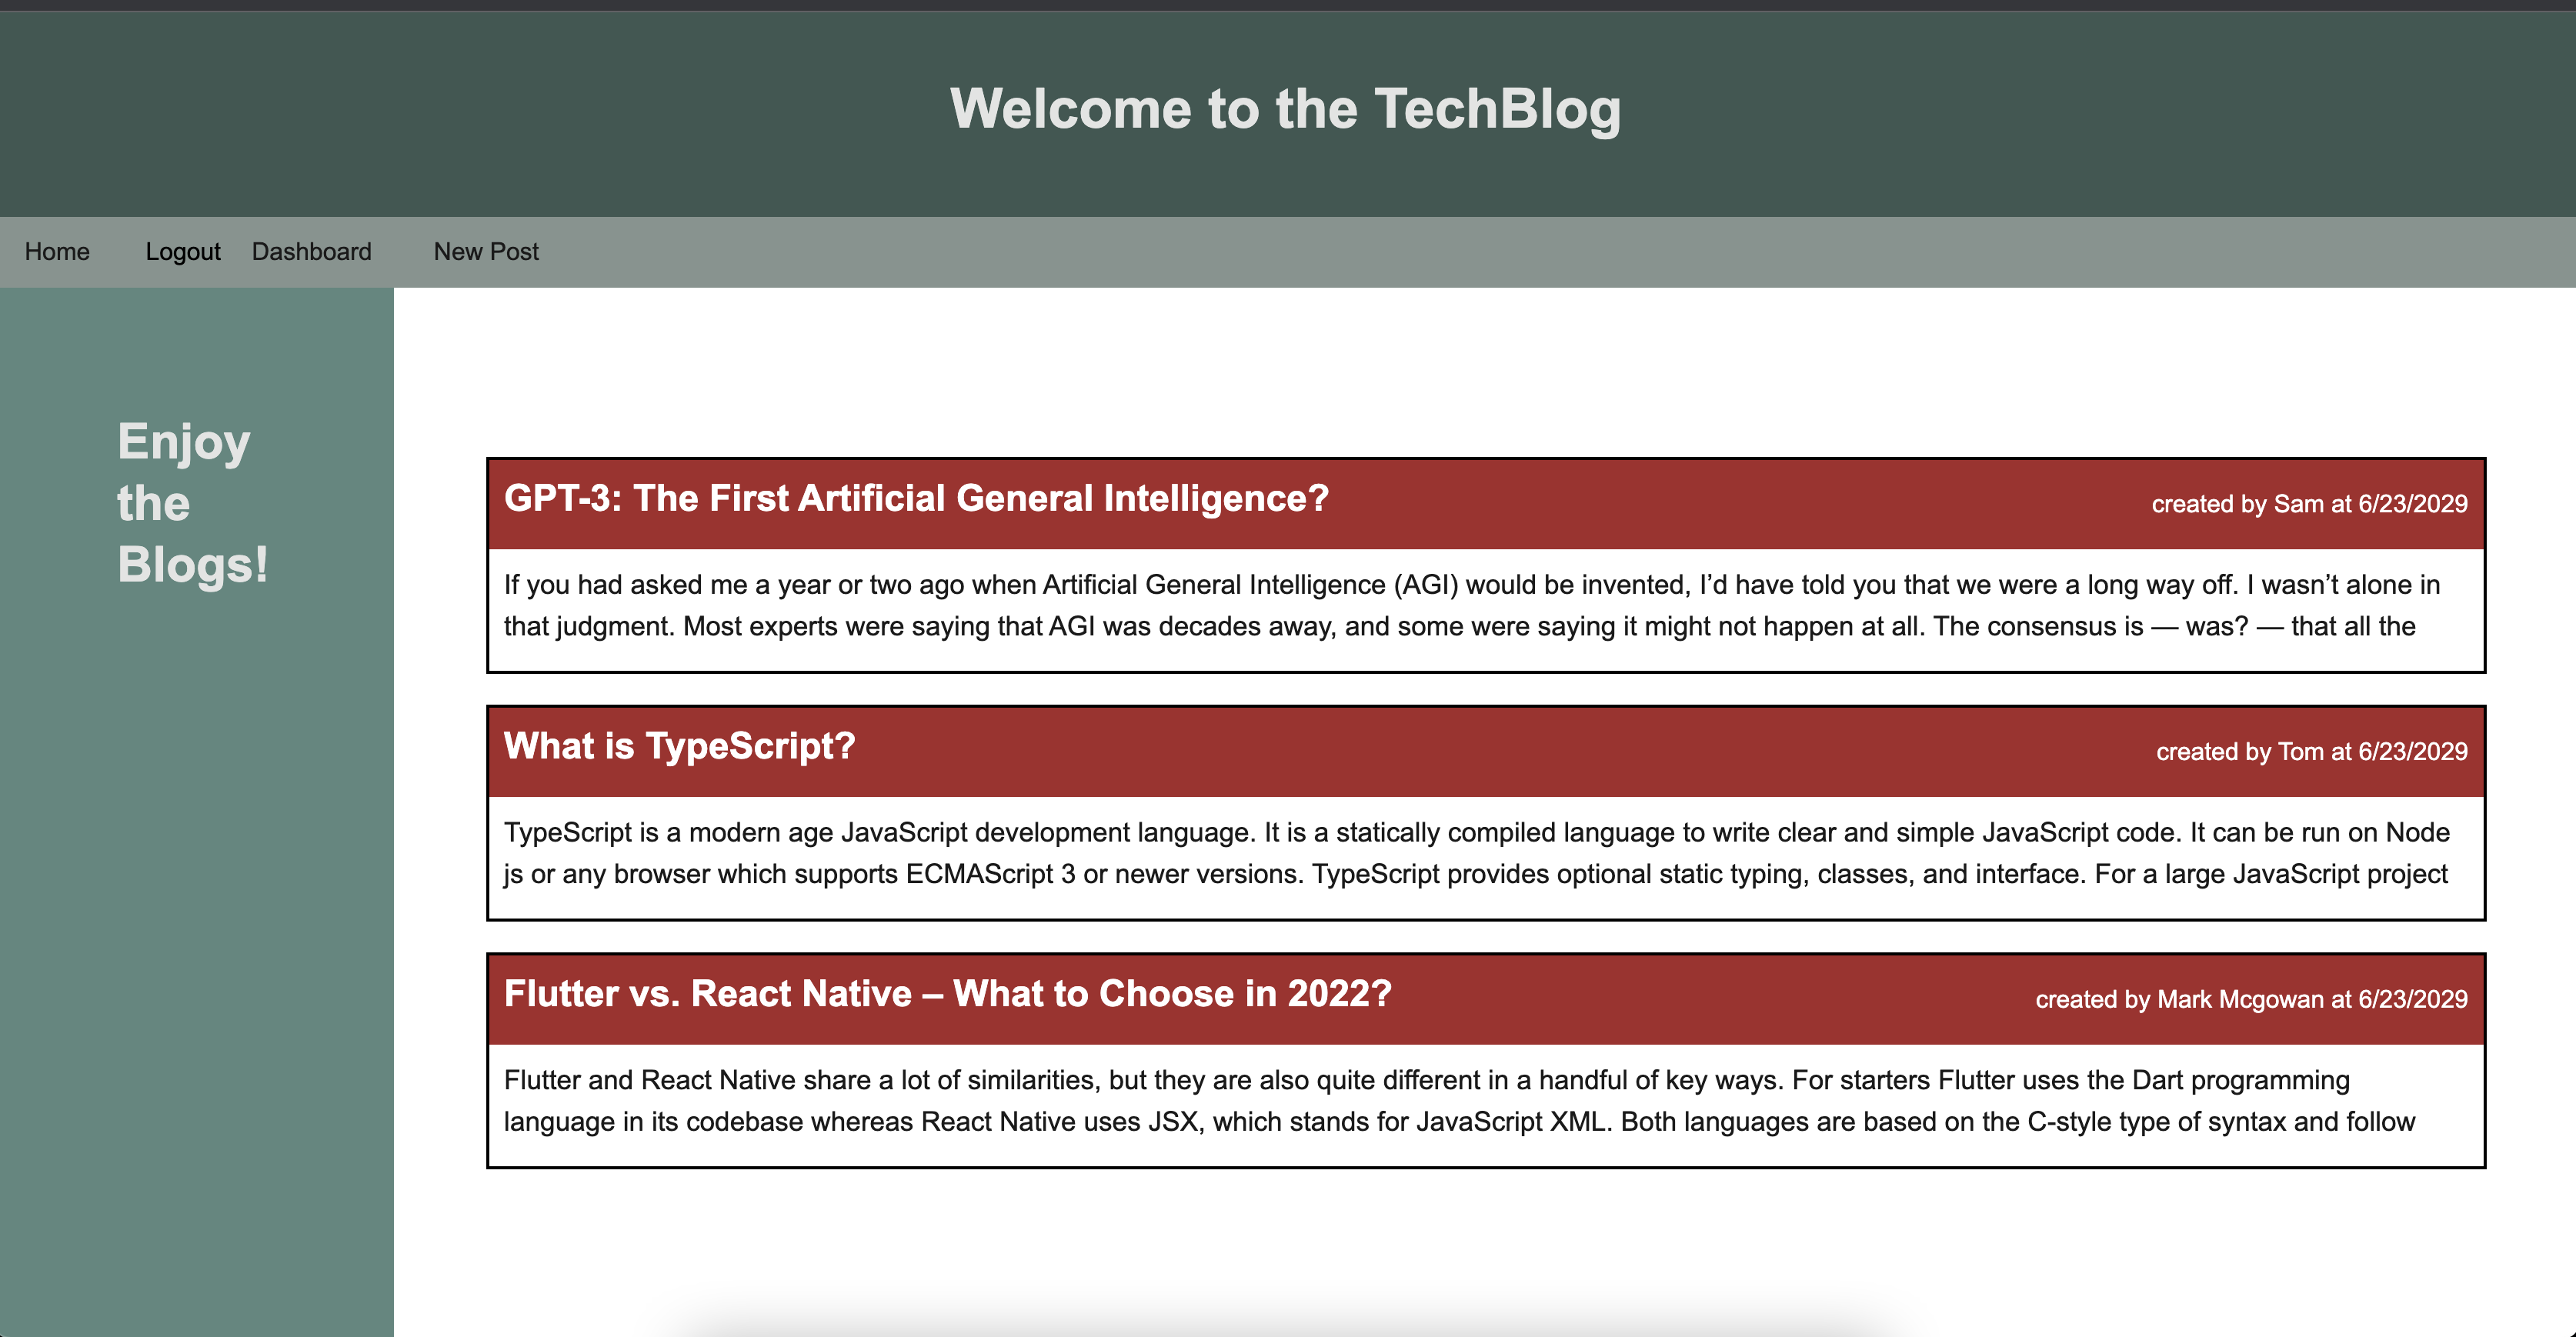 Welcome to the TechBlog
Home Logout Dashboard New Post
Enjoy
the
Blogs!
GPT-3: The First Artificial General Intelligence? created by Sam at 6/23/2029
If you had asked me a year or two ago when Artificial General Intelligence (AGI) would be invented, I’d have told you that we were a long way off. I wasn’t alone in
that judgment. Most experts were saying that AGI was decades away, and some were saying it might not happen at all. The consensus is — was? — that all the
What is TypeScript? created by Tom at 6/23/2029
TypeScript is a modern age JavaScript development language. It is a statically compiled language to write clear and simple JavaScript code. It can be run on Node
js or any browser which supports ECMAScript 3 or newer versions. TypeScript provides optional static typing, classes, and interface. For a large JavaScript project
Flutter vs. React Native – What to Choose in 2022? created by Mark Mcgowan at 6/23/2029
Flutter and React Native share a lot of similarities, but they are also quite different in a handful of key ways. For starters Flutter uses the Dart programming
language in its codebase whereas React Native uses JSX, which stands for JavaScript XML. Both languages are based on the C-style type of syntax and follow